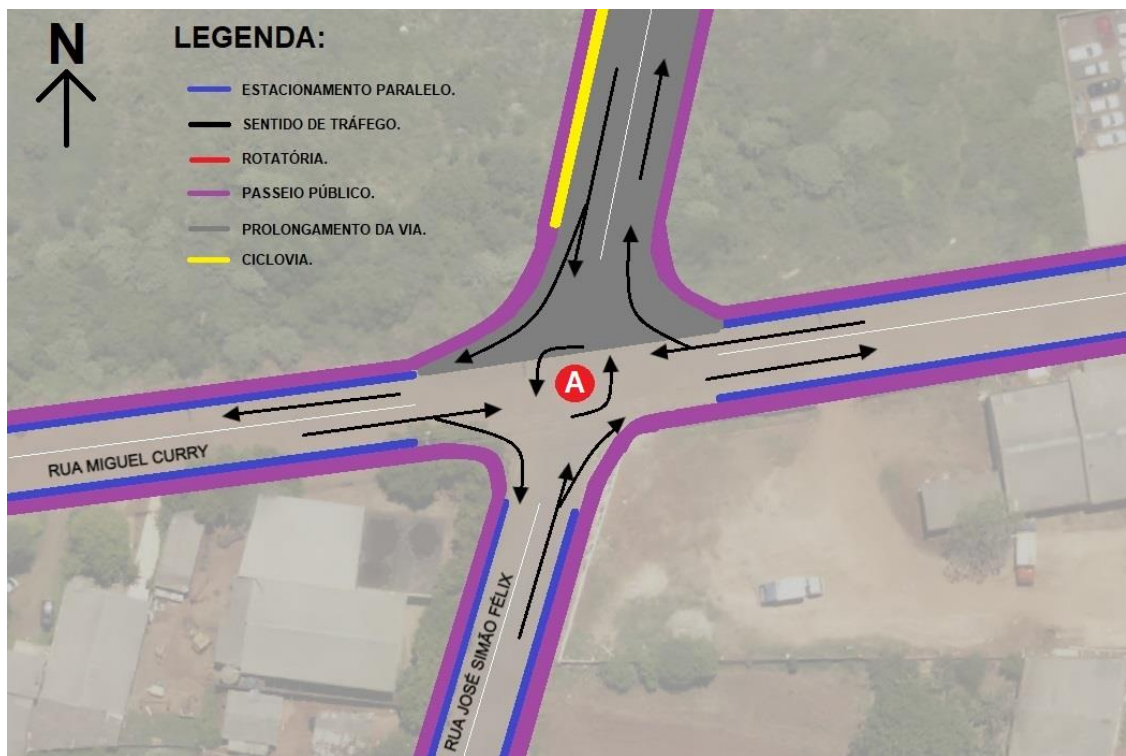 N
LEGENDA:
ESTACIONAMENTO PARALELO.
SENTIDO DE TRÁFEGO.
ROTATÓRIA.
PASSEIO PÚBLICO.
PROLONGAMENTO DA VIA.
CICLOVIA.
A
RUA MIGUEL CURRY
RUA JOSÉ SIMÃO FÉLIX